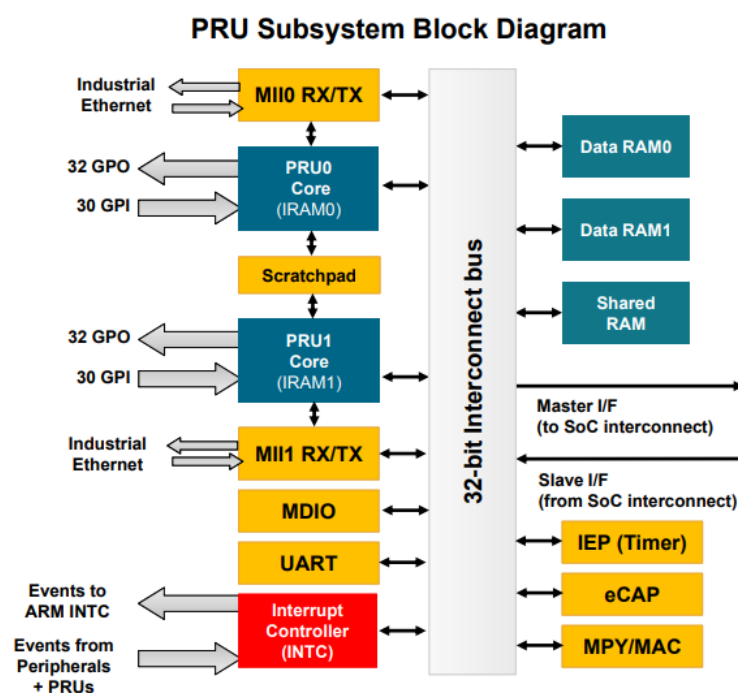 PRU Subsystem Block Diagram
Industrial
Ethernet
MII0 RX/TX
32 GPO
30 GPI
PRU0
Core
(IRAM0)
Scratchpad
32 GPO
30 GPI
PRU1
Core
(IRAM1)
Industrial
Ethernet
MII1 RX/TX
MDIO
UART
Events to
ARM INTC
Events from
Peripherals
+ PRUs
Interrupt
Controller
(INTC)
32-bit Interconnect bus
Data RAM0
Data RAM1
Shared
RAM
Master I/F
(to SoC interconnect)
Slave I/F
(from SoC interconnect)
IEP (Timer)
eCAP
MPY/MAC